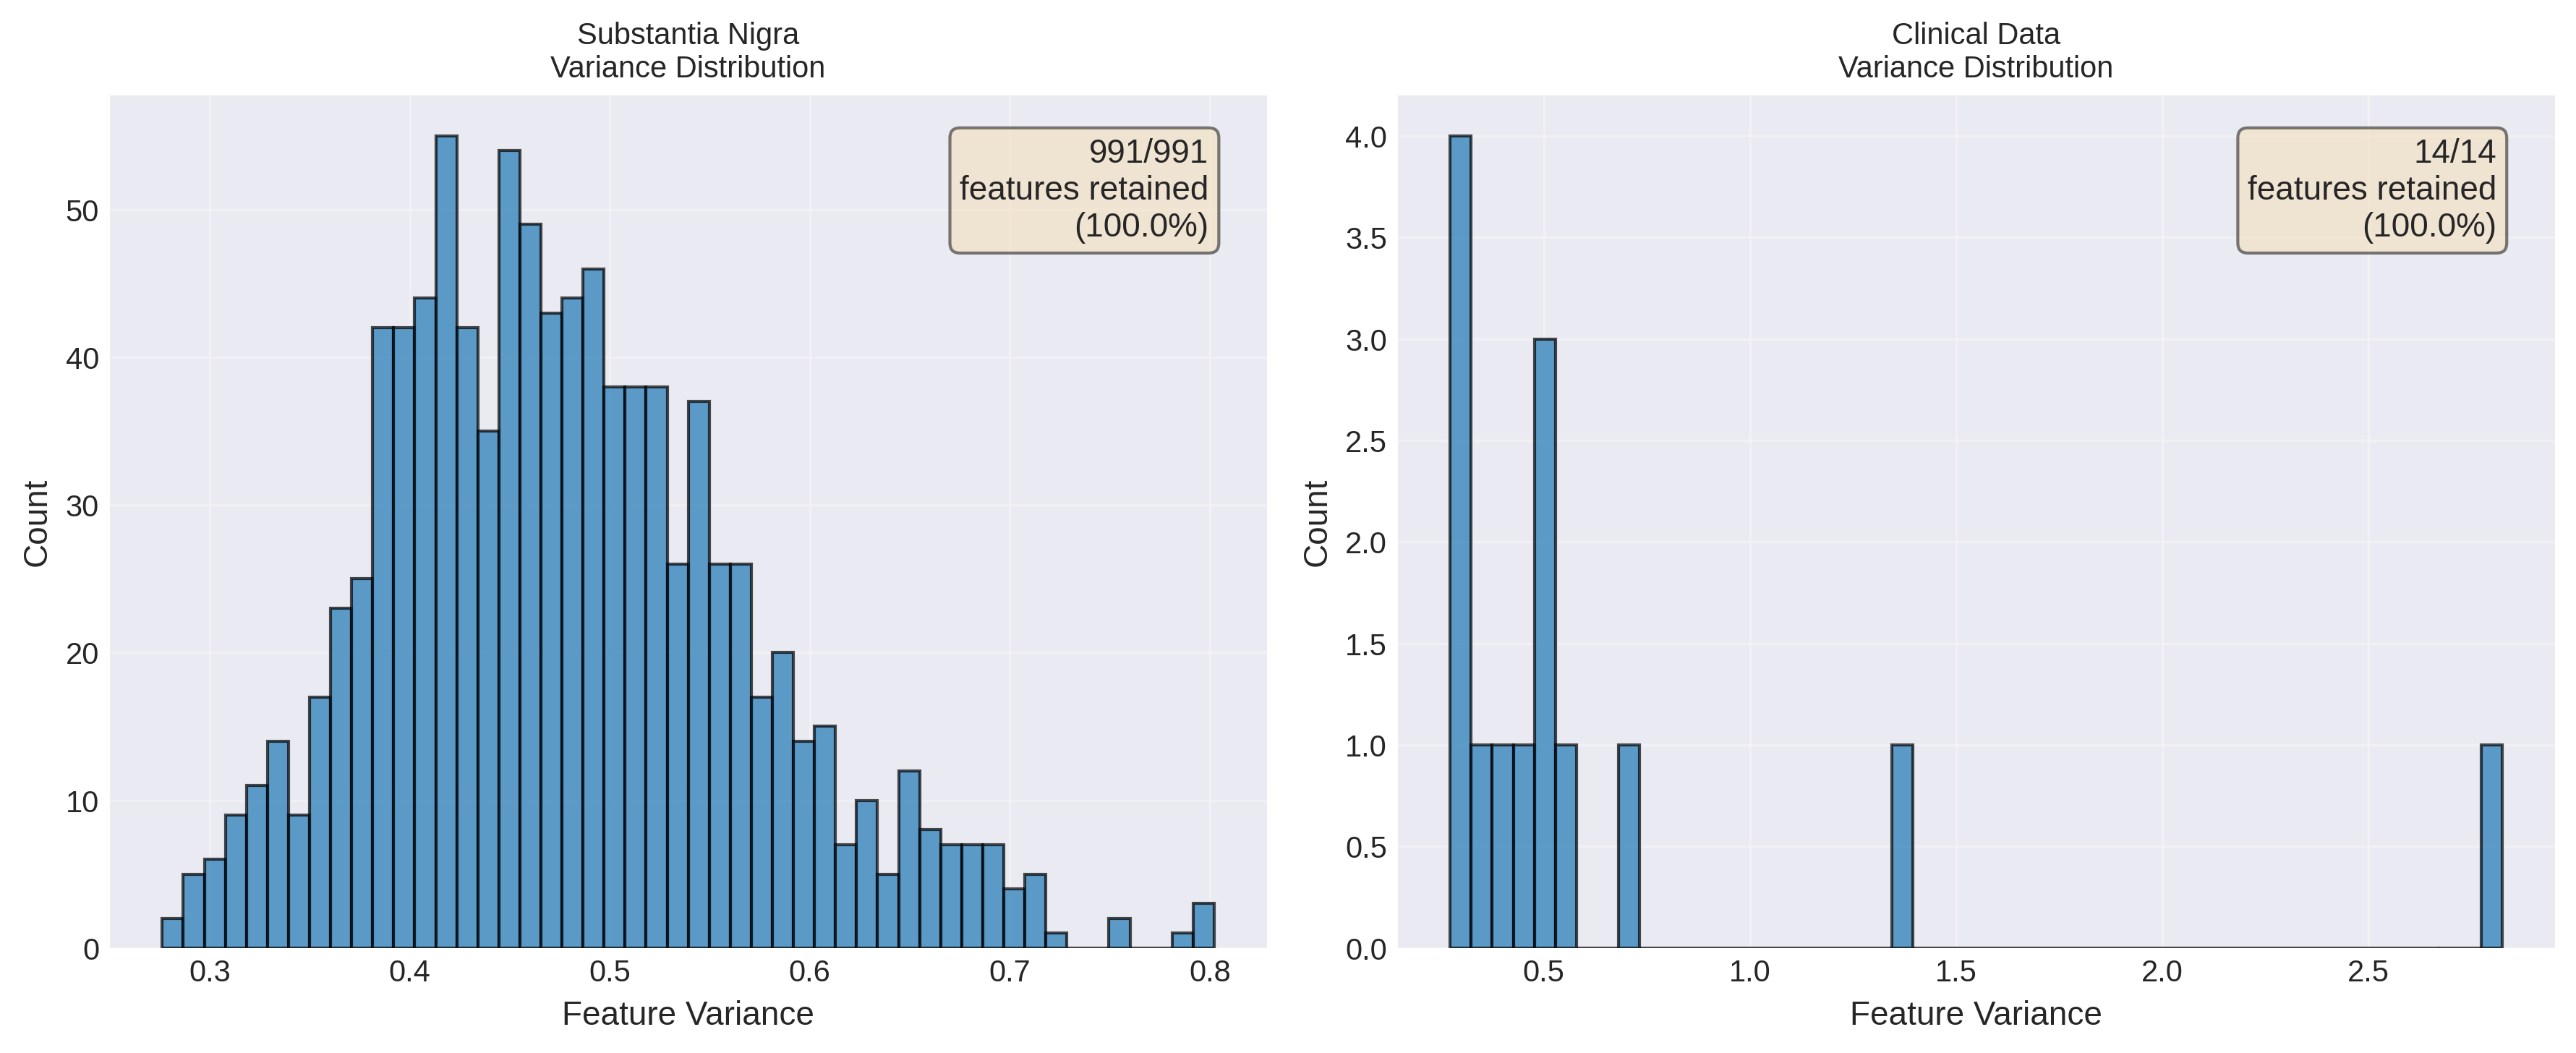 Substantia Nigra
Variance Distribution
991/991
features retained
(100.0%)
50
40
30
20
10
0
Count
0.3 0.4 0.5 0.6 0.7 0.8
Feature Variance
Clinical Data
Variance Distribution
14/14
features retained
(100.0%)
4.0
3.5
3.0
2.5
2.0
1.5
1.0
0.5
0.0
Count
0.5 1.0 1.5 2.0 2.5
Feature Variance